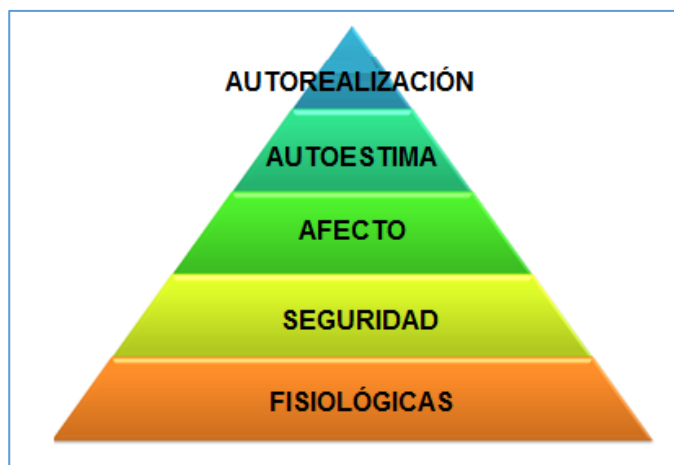 AUTOREALIZACIÓN
AUTOESTIMA
AFECTO
SEGURIDAD
FISIOLÓGICAS